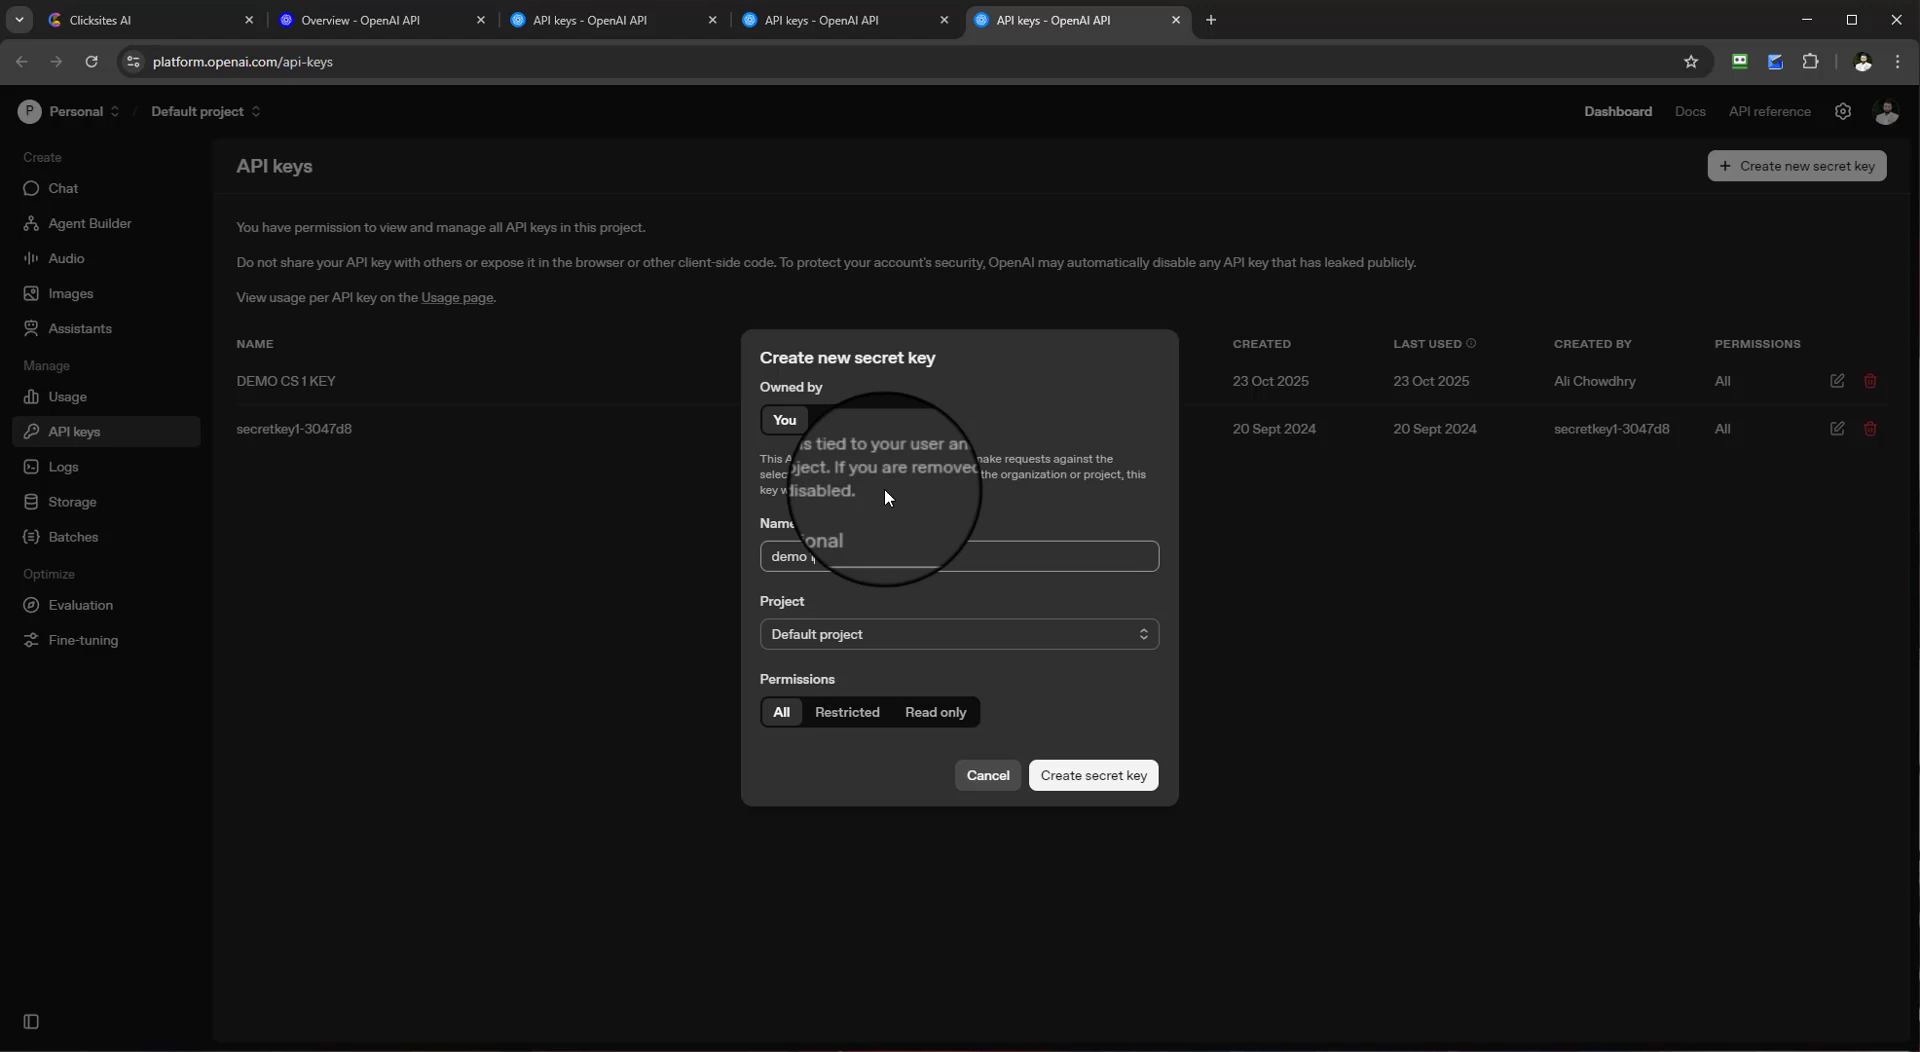 Clicksites AI
Overview - OpenAI API
API keys - OpenAI API
API keys - OpenAI API
API keys - OpenAI API
platform.openai.com/api-keys
P Personal / Default project
Dashboard Docs API reference
Create
Chat
Agent Builder
Audio
Images
Assistants
Manage
Usage
API keys
Logs
Storage
Batches
Optimize
Evaluation
Fine-tuning
API keys
+ Create new secret key
You have permission to view and manage all API keys in this project.
Do not share your API key with others or expose it in the browser or other client-side code. To protect your account's security, OpenAI may automatically disable any API key that has leaked publicly.
View usage per API key on the Usage page.
NAME CREATED LAST USED CREATED BY PERMISSIONS
DEMO CS 1 KEY 23 Oct 2025 23 Oct 2025 Ali Chowdhry All
secretkey1-3047d8 20 Sept 2024 20 Sept 2024 secretkey1-3047d8 All
Create new secret key
Owned by
You
s tied to your user an
This make requests against the
ject. If you are removed
selec the organization or project, this
key disabled.
Name
ional
demo
Project
Default project
Permissions
All Restricted Read only
Cancel Create secret key